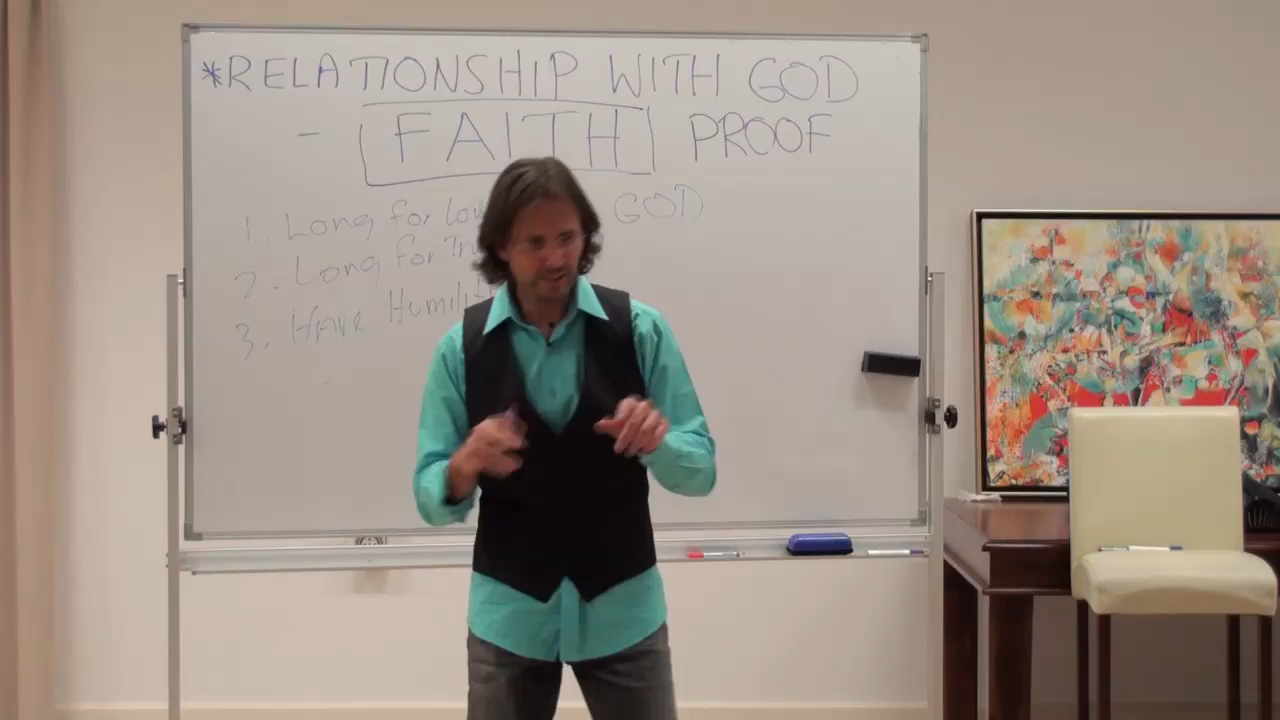 *RELATIONSHIP WITH GOD
- FAITH PROOF
1. Long for GOD
2. Long for
3. Have